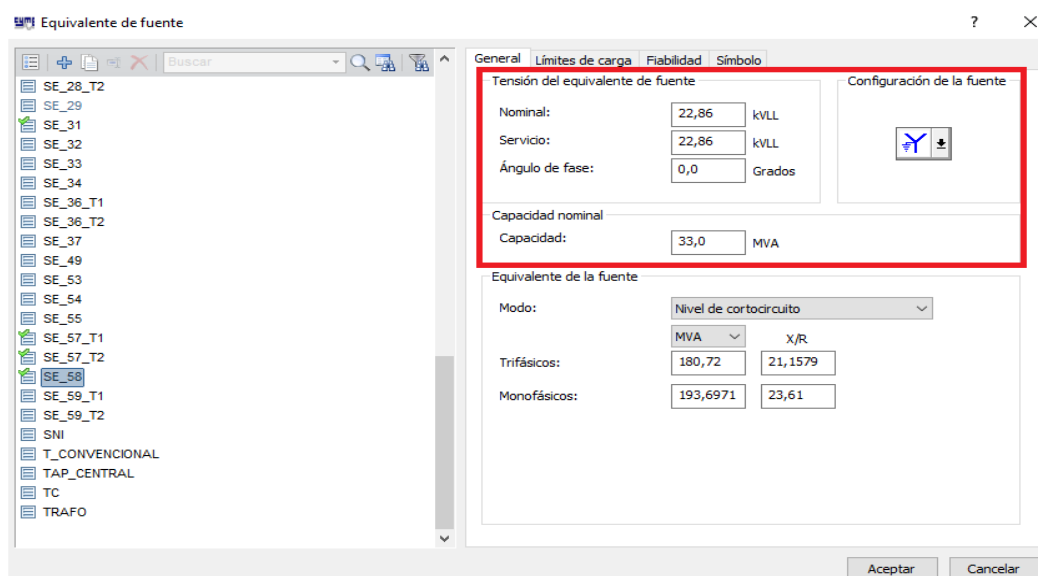 CYME Equivalente de fuente
?
Buscar
SE_28_T2
SE_29
SE_31
SE_32
SE_33
SE_34
SE_36_T1
SE_36_T2
SE_37
SE_49
SE_53
SE_54
SE_55
SE_57_T1
SE_57_T2
SE_58
SE_59_T1
SE_59_T2
SNI
T_CONVENCIONAL
TAP_CENTRAL
TC
TRAFO
General Límites de carga Fiabilidad Símbolo
Tensión del equivalente de fuente
Nominal: 22,86 kVLL
Servicio: 22,86 kVLL
Ángulo de fase: 0,0 Grados
Configuración de la fuente
Capacidad nominal
Capacidad: 33,0 MVA
Equivalente de la fuente
Modo: Nivel de cortocircuito
MVA X/R
Trifásicos: 180,72 21,1579
Monofásicos: 193,6971 23,61
Aceptar Cancelar